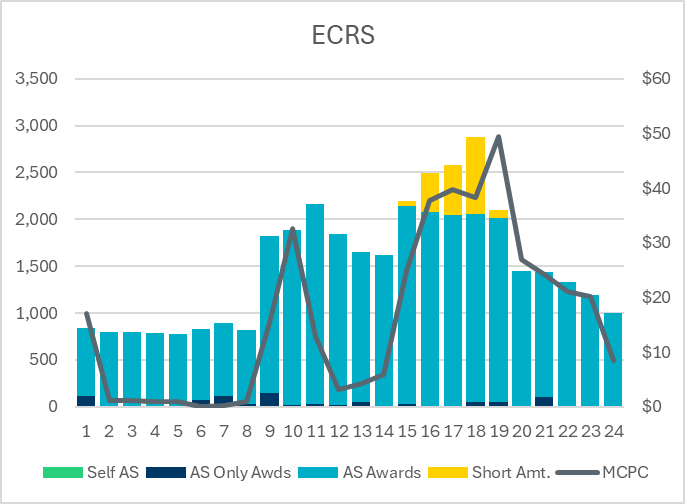 ECRS
3,500 $60
3,000 $50
2,500 $40
2,000 $30
1,500 $20
1,000 $10
500 $0
0
1 2 3 4 5 6 7 8 9 10 11 12 13 14 15 16 17 18 19 20 21 22 23 24
Self AS AS Only Awds AS Awards Short Amt. MCPC